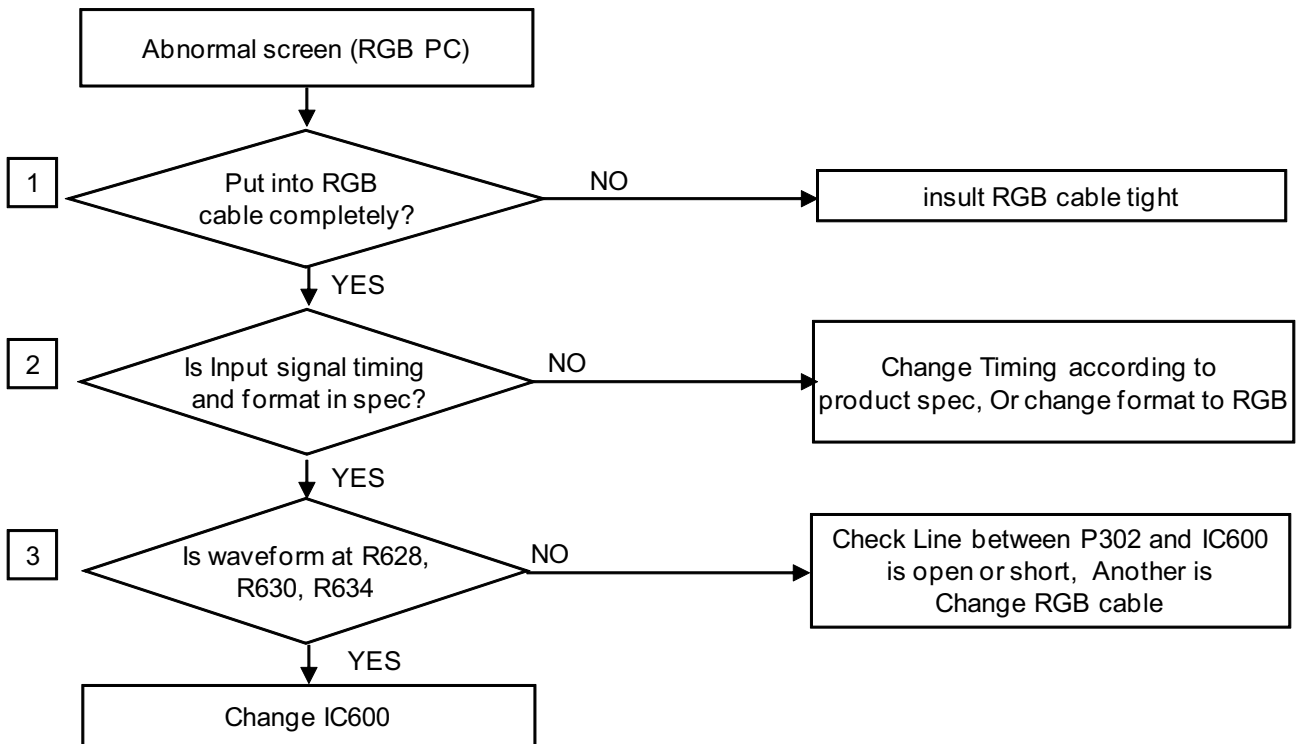 Abnormal screen (RGB PC)
1
Put into RGB
cable completely?
NO
insult RGB cable tight
YES
2
Is Input signal timing
and format in spec?
NO
Change Timing according to
product spec, Or change format to RGB
YES
3
Is waveform at R628,
R630, R634
NO
Check Line between P302 and IC600
is open or short, Another is
Change RGB cable
YES
Change IC600